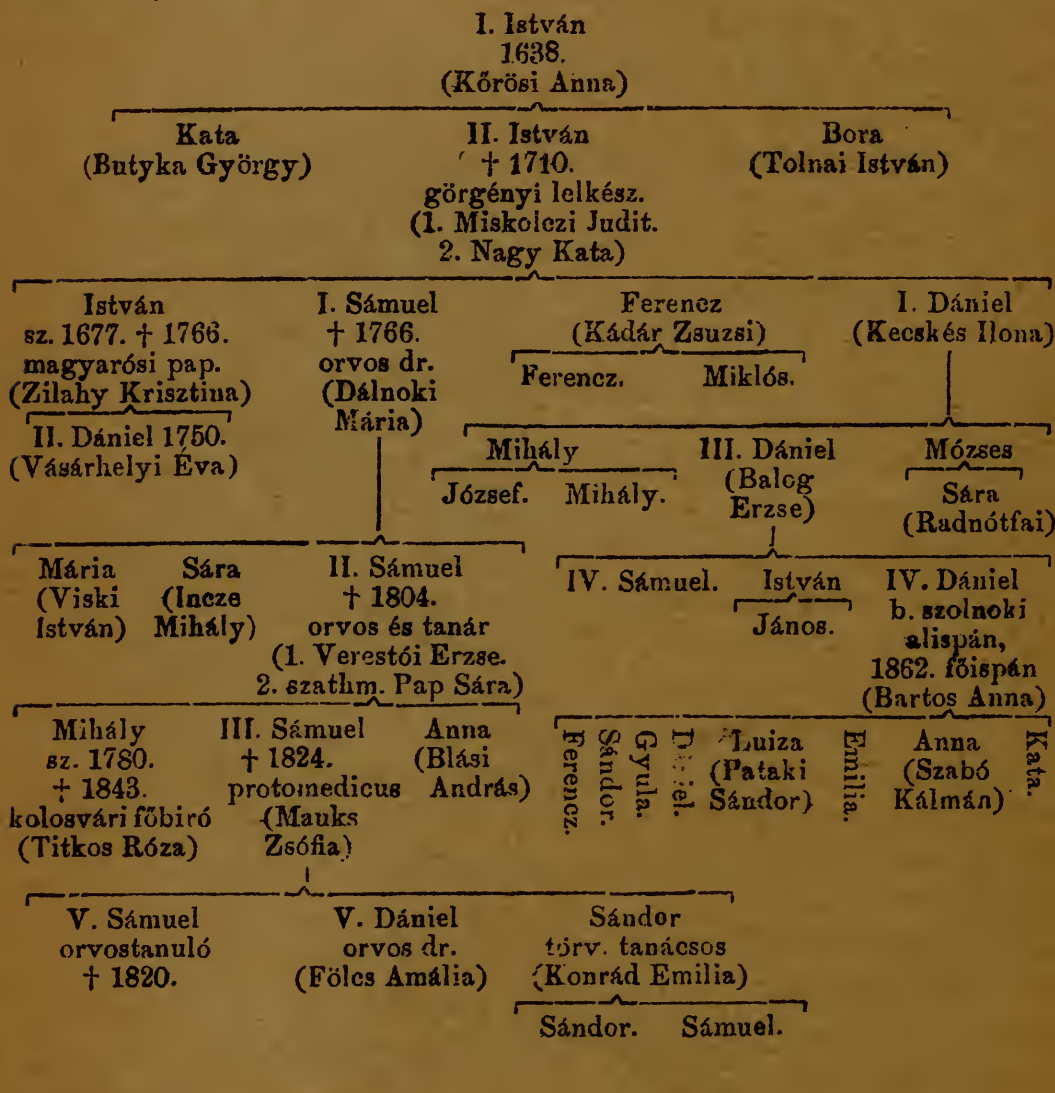 I. István
1638.
(Kőrösi Anna)
Kata
(Butyka György)
II. István
† 1710.
görgényi lelkész.
(1. Miskolczi Judit.
2. Nagy Kata)
Bora
(Tolnai István)
István
sz. 1677. † 1766.
magyarósi pap.
(Zilahy Krisztina)
II. Dániel 1750.
(Vásárhelyi Éva)
I. Sámuel
† 1766.
orvos dr.
(Dálnoki
Mária)
Ferencz
(Kádár Zsuzsi)
Ferencz. Miklós.
I. Dániel
(Kecskés Ilona)
Mihály
József. Mihály.
III. Dániel
(Balog
Erzse)
Mózses
Sára
(Radnótfai)
Mária
(Viski
István)
Sára
(Incze
Mihály)
II. Sámuel
† 1804.
orvos és tanár
(1. Verestói Erzse.
2. szathm. Pap Sára)
IV. Sámuel.
István
János.
IV. Dániel
b. szolnoki
alispán,
1862. főispán
(Bartos Anna)
Mihály
sz. 1780.
† 1843.
kolosvári főbiró
(Titkos Róza)
III. Sámuel
† 1824.
protomedicus
(Mauks
Zsófia)
Anna
(Blási
András)
Ferencz.
Sándor.
Gyula.
Luiza
(Pataki
Sándor)
Emilia.
Anna
(Szabó
Kálmán)
Kata.
V. Sámuel
orvostanuló
† 1820.
V. Dániel
orvos dr.
(Fölcs Amália)
Sándor
törv. tanácsos
(Konrád Emilia)
Sándor. Sámuel.